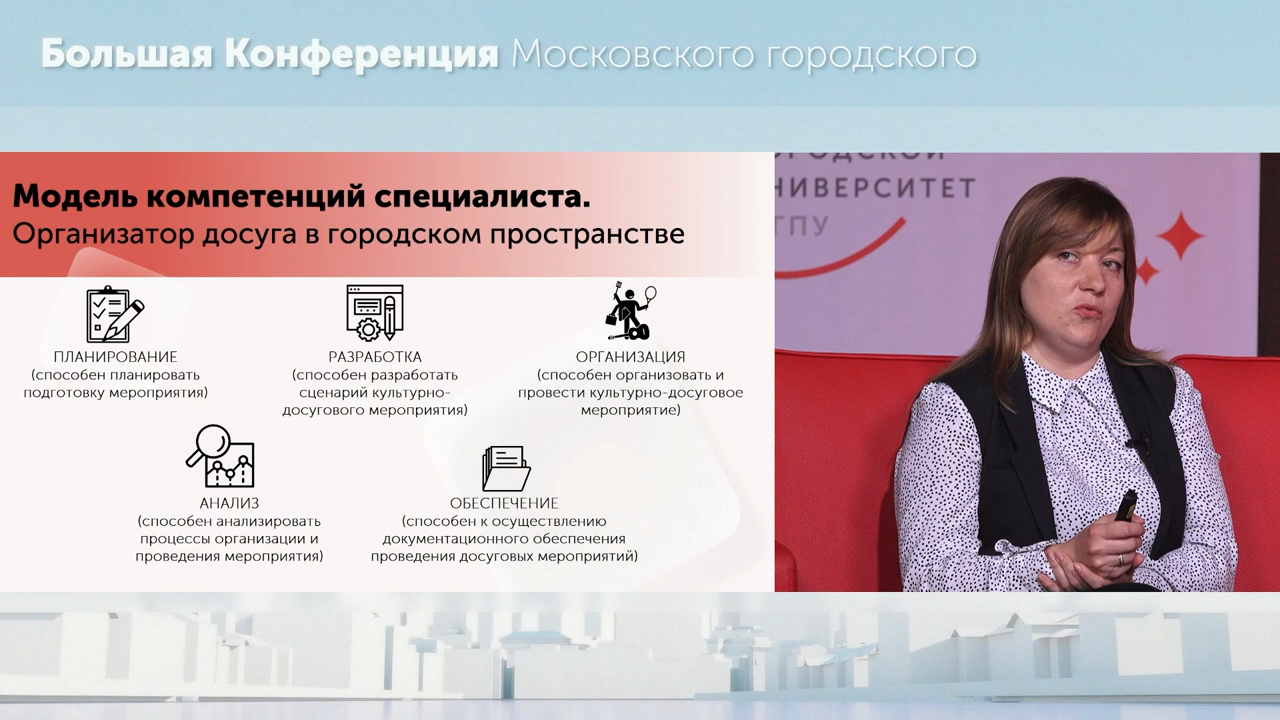 Большая Конференция Московского городского
Модель компетенций специалиста.
Организатор досуга в городском пространстве
ПЛАНИРОВАНИЕ
(способен планировать
подготовку мероприятия)
РАЗРАБОТКА
(способен разработать
сценарий культурно-
досугового мероприятия)
ОРГАНИЗАЦИЯ
(способен организовать и
провести культурно-досуговое
мероприятие)
АНАЛИЗ
(способен анализировать
процессы организации и
проведения мероприятия)
ОБЕСПЕЧЕНИЕ
(способен к осуществлению
документационного обеспечения
проведения досуговых мероприятий)
ОРОДСКОЙ
НИВЕРСИТЕТ
ГПУ